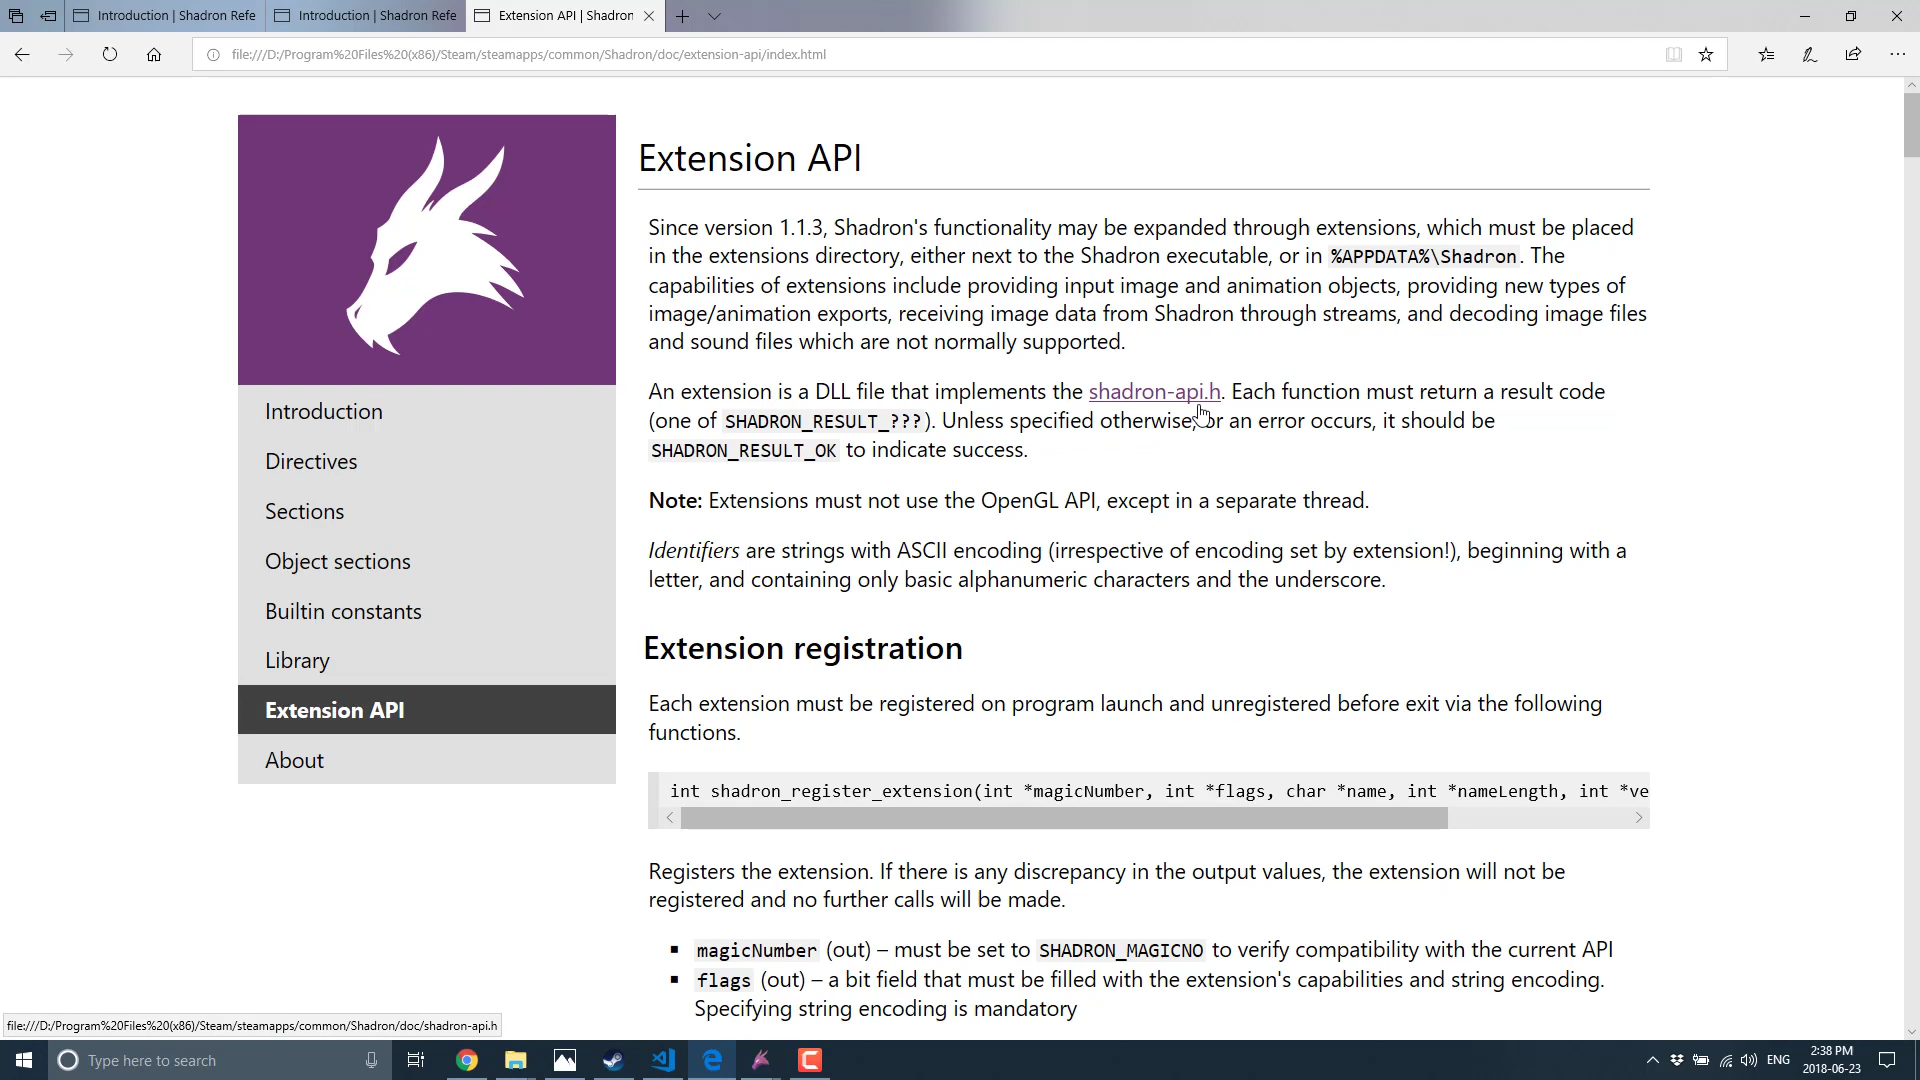 Introduction | Shadron Refe
Introduction | Shadron Refe
Extension API | Shadron
file:///D:/Program%20Files%20(x86)/Steam/steamapps/common/Shadron/doc/extension-api/index.html
Introduction
Directives
Sections
Object sections
Builtin constants
Library
Extension API
About
Extension API
Since version 1.1.3, Shadron's functionality may be expanded through extensions, which must be placed
in the extensions directory, either next to the Shadron executable, or in %APPDATA%\Shadron. The
capabilities of extensions include providing input image and animation objects, providing new types of
image/animation exports, receiving image data from Shadron through streams, and decoding image files
and sound files which are not normally supported.
An extension is a DLL file that implements the shadron-api.h. Each function must return a result code
(one of SHADRON_RESULT_???). Unless specified otherwise, or an error occurs, it should be
SHADRON_RESULT_OK to indicate success.
Note: Extensions must not use the OpenGL API, except in a separate thread.
Identifiers are strings with ASCII encoding (irrespective of encoding set by extension!), beginning with a
letter, and containing only basic alphanumeric characters and the underscore.
Extension registration
Each extension must be registered on program launch and unregistered before exit via the following
functions.
int shadron_register_extension(int *magicNumber, int *flags, char *name, int *nameLength, int *ve
Registers the extension. If there is any discrepancy in the output values, the extension will not be
registered and no further calls will be made.
▪ magicNumber (out) – must be set to SHADRON_MAGICNO to verify compatibility with the current API
▪ flags (out) – a bit field that must be filled with the extension's capabilities and string encoding.
Specifying string encoding is mandatory
file:///D:/Program%20Files%20(x86)/Steam/steamapps/common/Shadron/doc/shadron-api.h
Type here to search
ENG
2:38 PM
2018-06-23